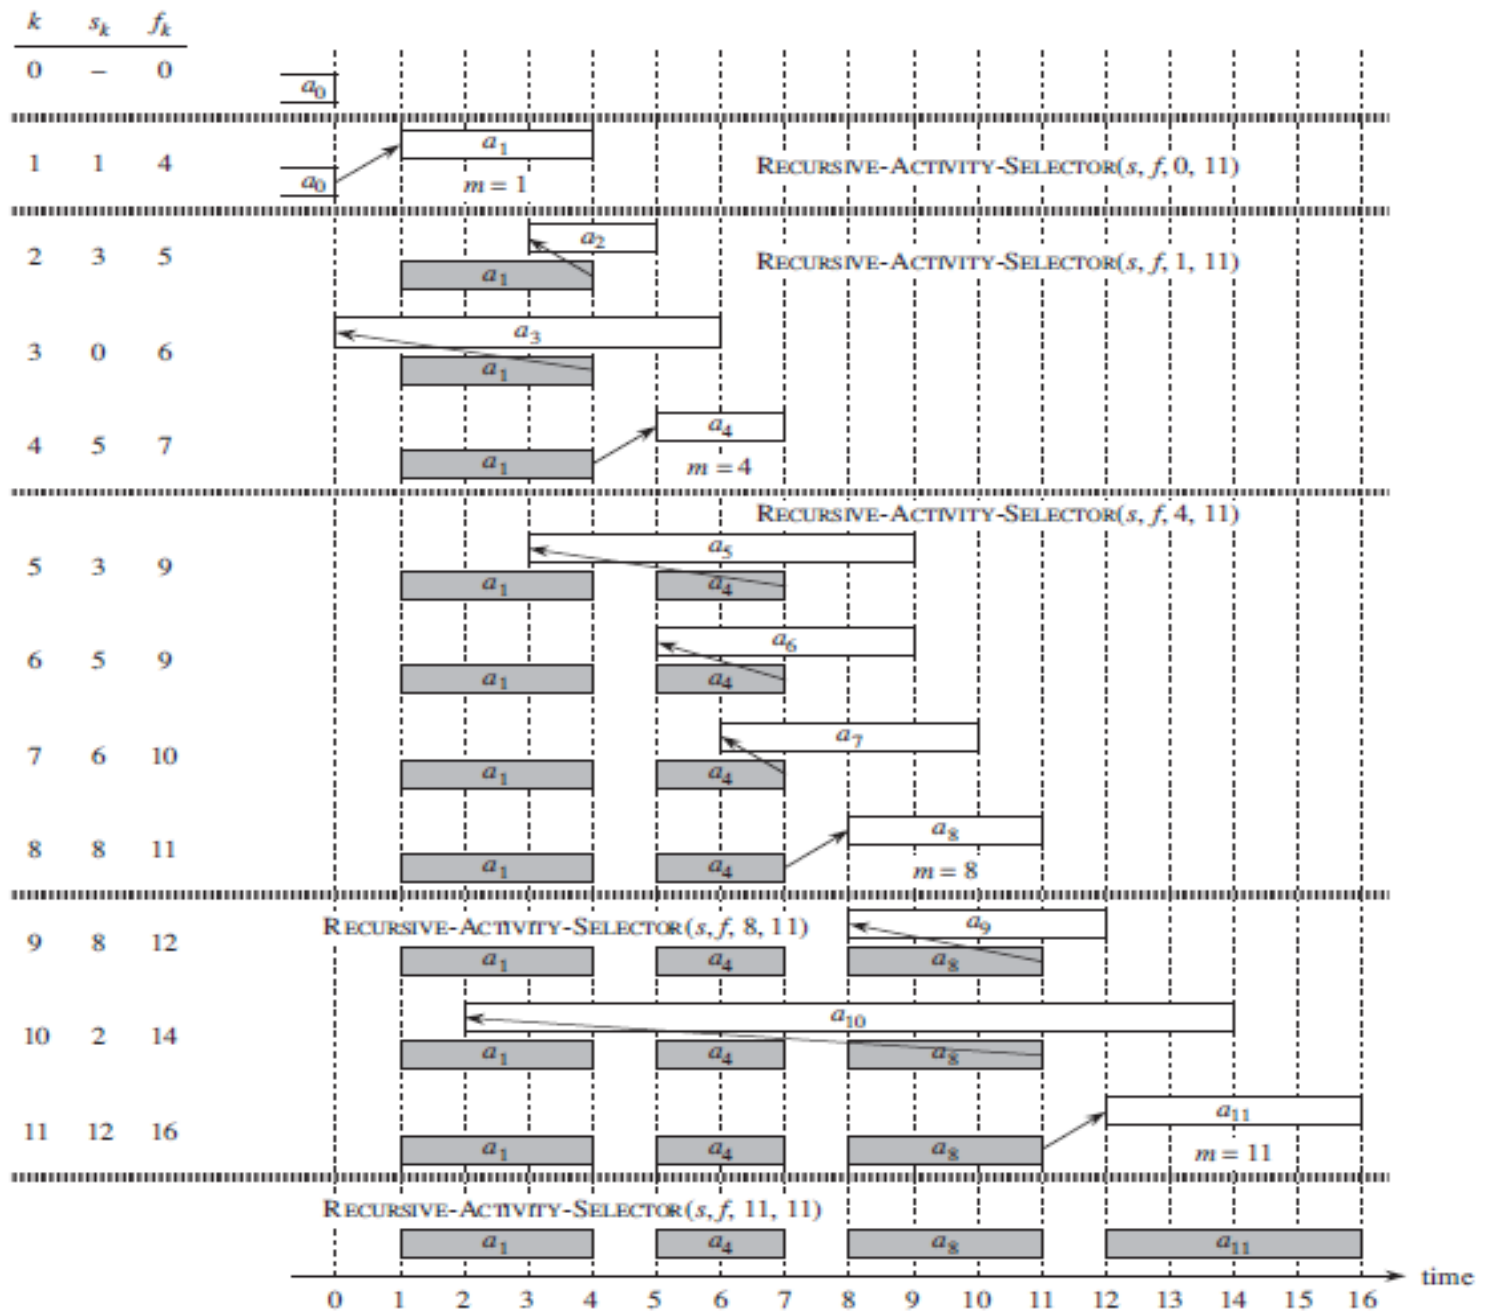 k s_k f_k
0 – 0
a_0
1 1 4
a_1
a_0
m = 1
RECURSIVE-ACTIVITY-SELECTOR(s, f, 0, 11)
2 3 5
a_2
a_1
RECURSIVE-ACTIVITY-SELECTOR(s, f, 1, 11)
3 0 6
a_3
a_1
4 5 7
a_4
a_1
m = 4
RECURSIVE-ACTIVITY-SELECTOR(s, f, 4, 11)
5 3 9
a_5
a_1 a_4
6 5 9
a_6
a_1 a_4
7 6 10
a_7
a_1 a_4
8 8 11
a_8
a_1 a_4
m = 8
RECURSIVE-ACTIVITY-SELECTOR(s, f, 8, 11)
9 8 12
a_9
a_1 a_4 a_8
10 2 14
a_10
a_1 a_4 a_8
11 12 16
a_11
a_1 a_4 a_8
m = 11
RECURSIVE-ACTIVITY-SELECTOR(s, f, 11, 11)
a_1 a_4 a_8 a_11
time
0 1 2 3 4 5 6 7 8 9 10 11 12 13 14 15 16